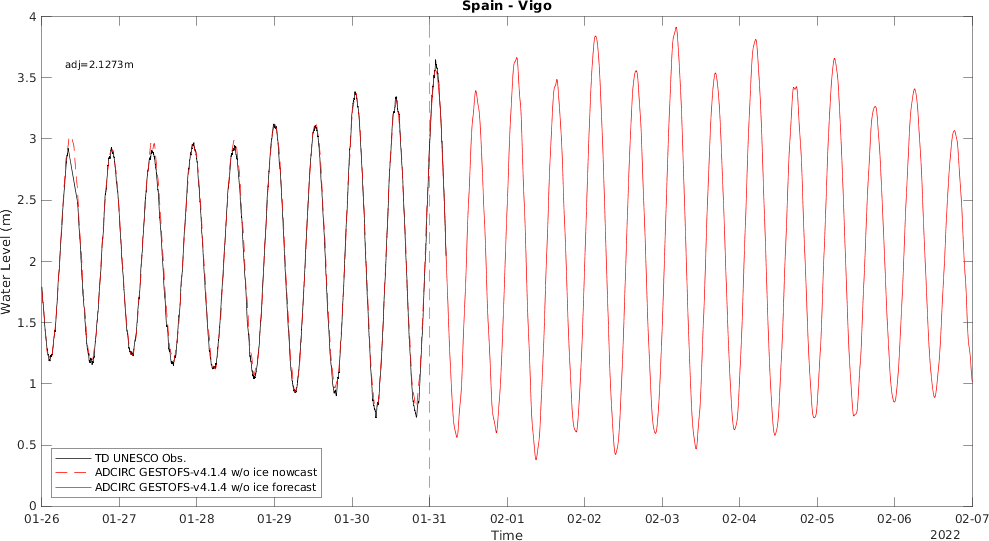 Spain - Vigo
adj=2.1273m
Water Level (m)
4
3.5
3
2.5
2
1.5
1
0.5
0
TD UNESCO Obs.
ADCIRC GESTOFS-v4.1.4 w/o ice nowcast
ADCIRC GESTOFS-v4.1.4 w/o ice forecast
01-26 01-27 01-28 01-29 01-30 01-31 02-01 02-02 02-03 02-04 02-05 02-06 02-07
Time
2022